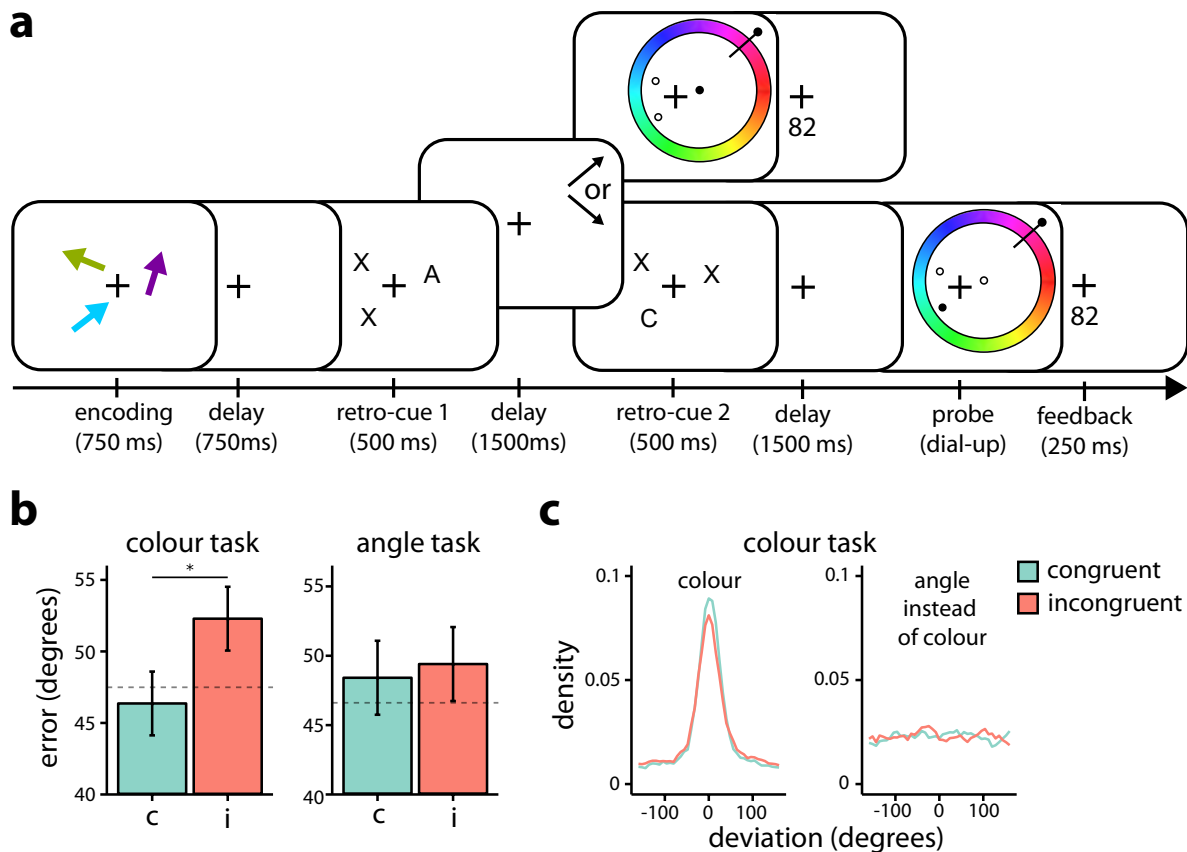 a
82
or
X
A
X
X
X
C
82
encoding
(750 ms)
delay
(750ms)
retro-cue 1
(500 ms)
delay
(1500ms)
retro-cue 2
(500 ms)
delay
(1500 ms)
probe
(dial-up)
feedback
(250 ms)
b
colour task
angle task
error (degrees)
55
50
45
40
c
i
55
50
45
40
c
i
*
c
colour task
colour
angle
instead
of colour
congruent
incongruent
density
0.1
0.05
0
-100
0
100
0.1
0.05
0
-100
0
100
deviation (degrees)